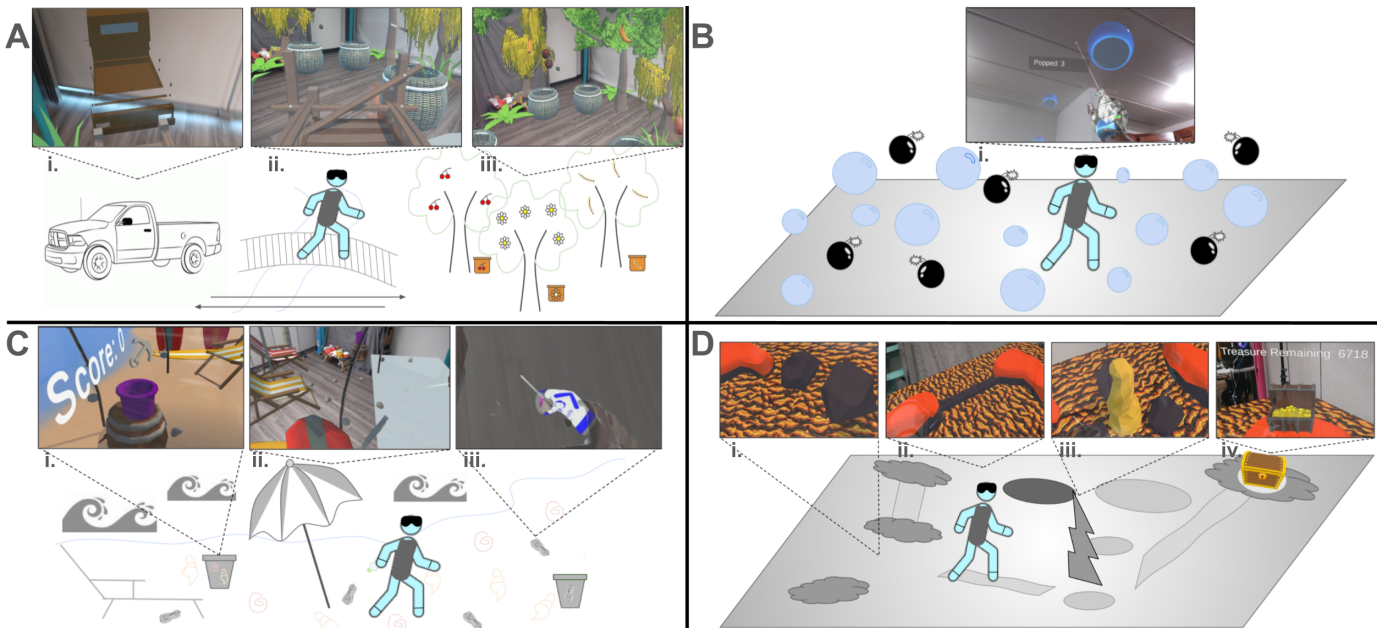 A
i.
ii.
iii.
B
Popped: 3
i.
C
Score: 0
i.
ii.
iii.
D
Treasure Remaining: 6718
i.
ii.
iii.
iv.